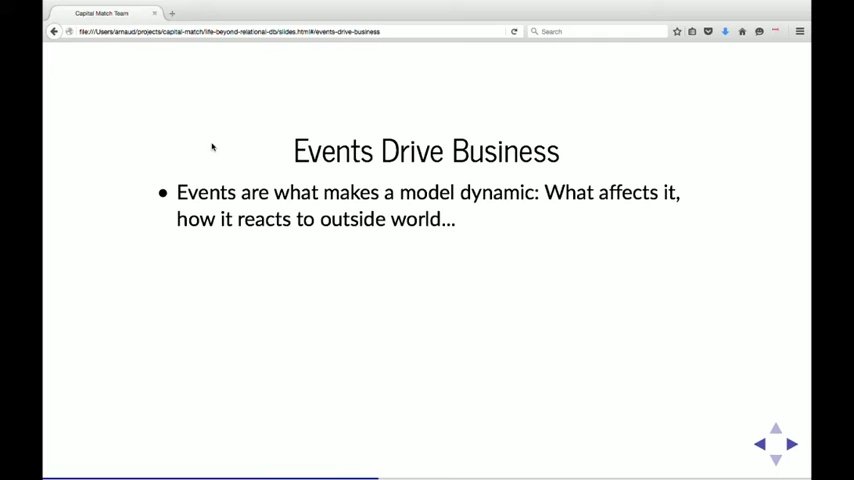 Capital Match Team
file:///Users/arnaud/projects/capital-match/life-beyond-relational-db/slides.html#/events-drive-business
Search
Events Drive Business
• Events are what makes a model dynamic: What affects it,
how it reacts to outside world...